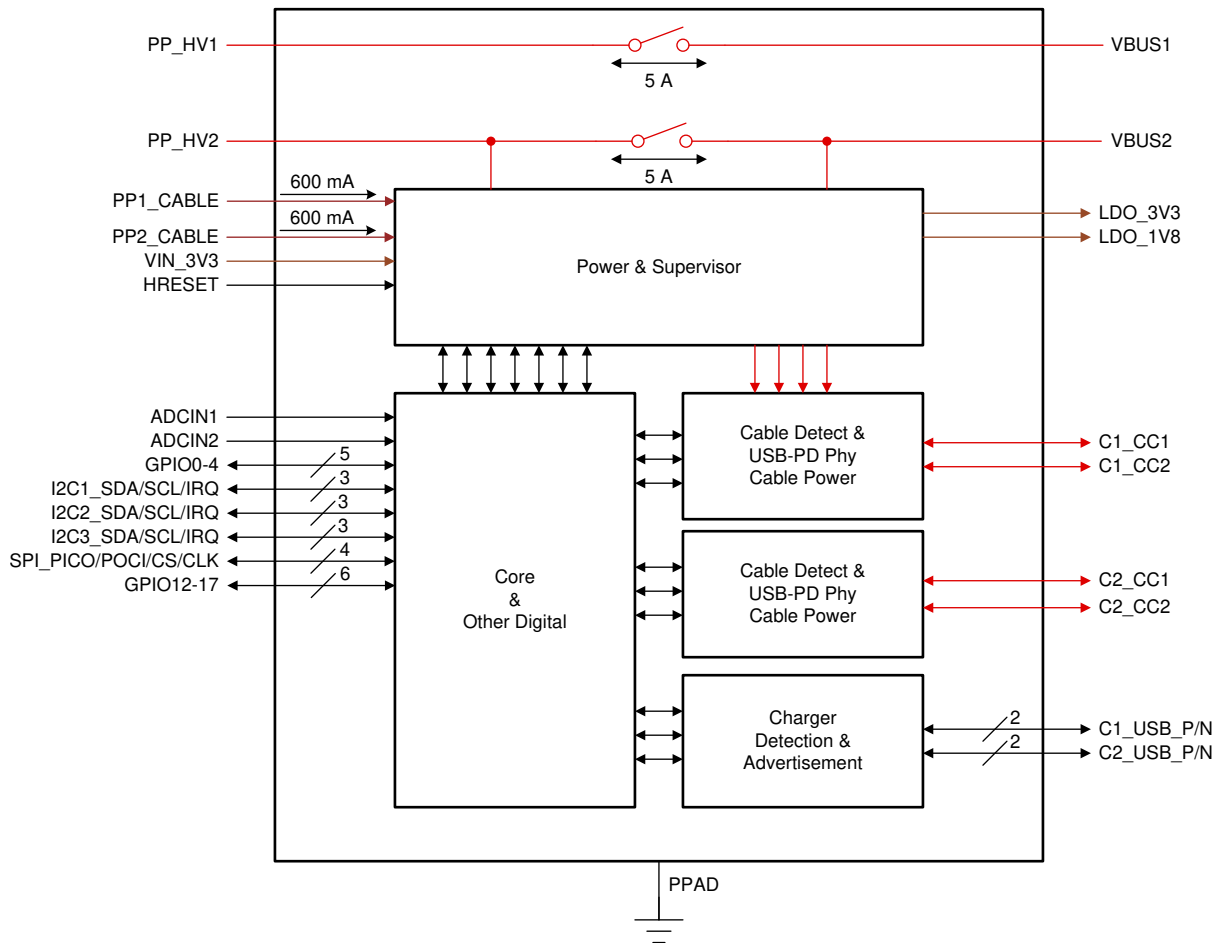 PP_HV1
VBUS1
5 A
PP_HV2
VBUS2
5 A
600 mA
PP1_CABLE
600 mA
PP2_CABLE
VIN_3V3
HRESET
Power & Supervisor
LDO_3V3
LDO_1V8
ADCIN1
ADCIN2
GPIO0-4
5
I2C1_SDA/SCL/IRQ
3
I2C2_SDA/SCL/IRQ
3
I2C3_SDA/SCL/IRQ
3
SPI_PICO/POCI/CS/CLK
4
GPIO12-17
6
Core
&
Other Digital
Cable Detect &
USB-PD Phy
Cable Power
C1_CC1
C1_CC2
Cable Detect &
USB-PD Phy
Cable Power
C2_CC1
C2_CC2
Charger
Detection &
Advertisement
2
C1_USB_P/N
2
C2_USB_P/N
PPAD